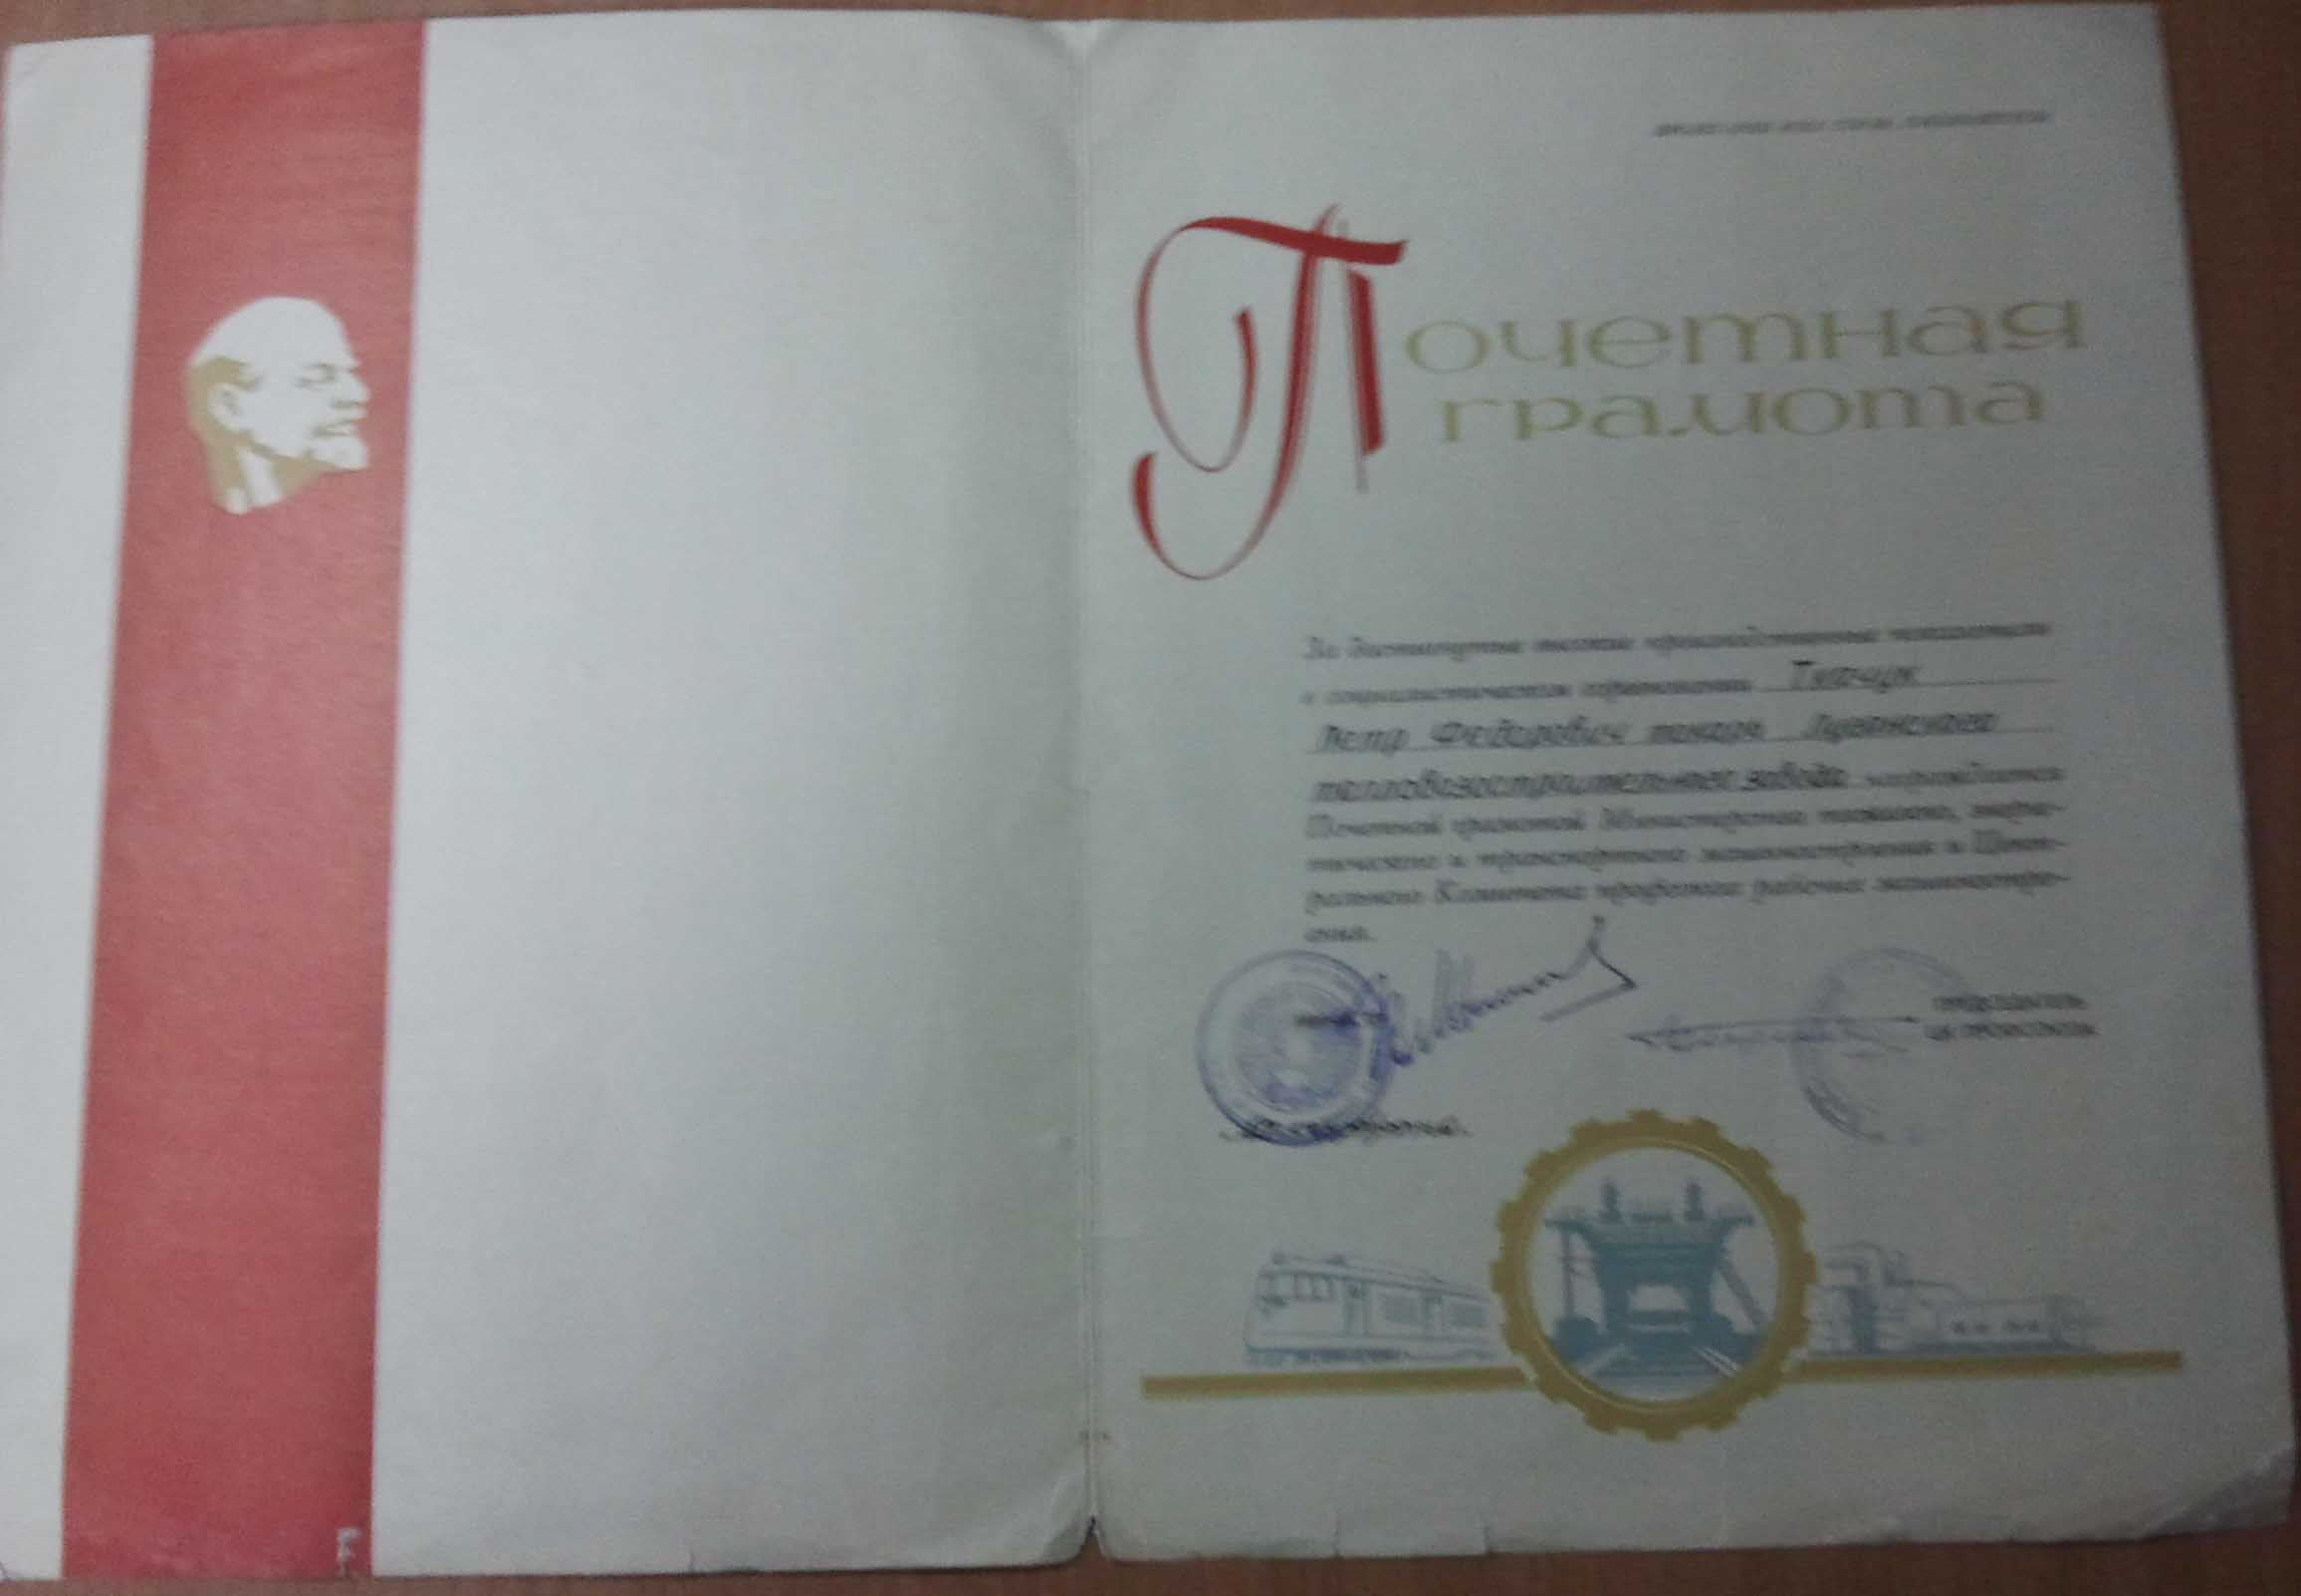 Почетная
грамота
За достигнутые высокие производственные показатели
в социалистическом соревновании Ткачук
Петр Федорович токарь Луганского
тепловозостроительного завода награждается
Почетной грамотой Министерства тяжелого, энерге-
тического и транспортного машиностроения и Цент-
рального Комитета профсоюза рабочих машинострое-
ния.